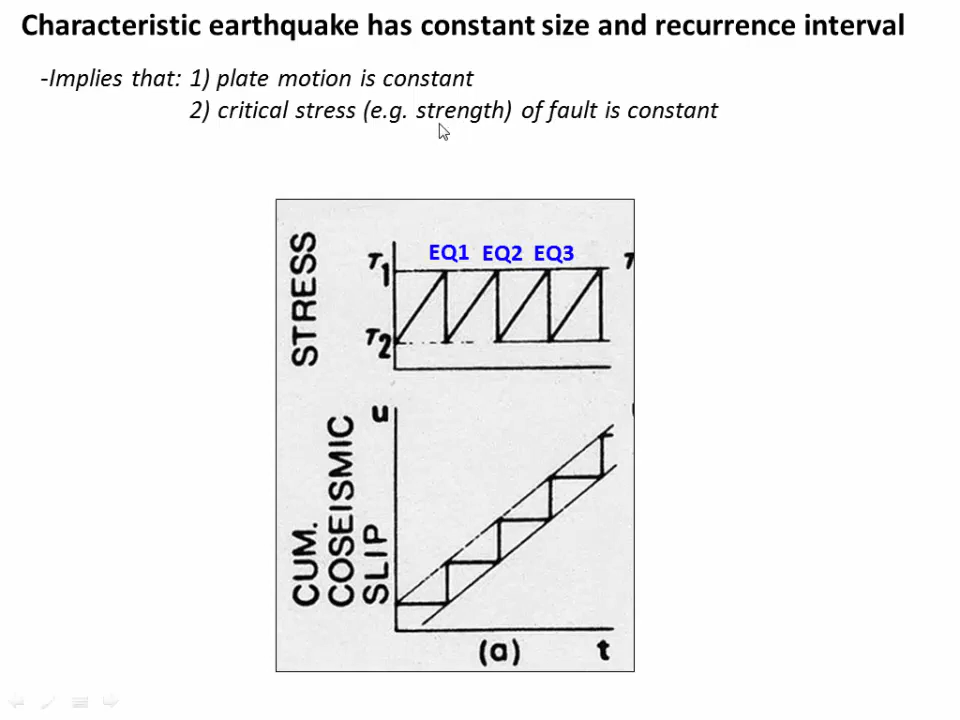 Characteristic earthquake has constant size and recurrence interval
-Implies that: 1) plate motion is constant
2) critical stress (e.g. strength) of fault is constant
STRESS
τ1
EQ1 EQ2 EQ3
τ
τ2
CUM.
COSEISMIC
SLIP
u
(a)
t